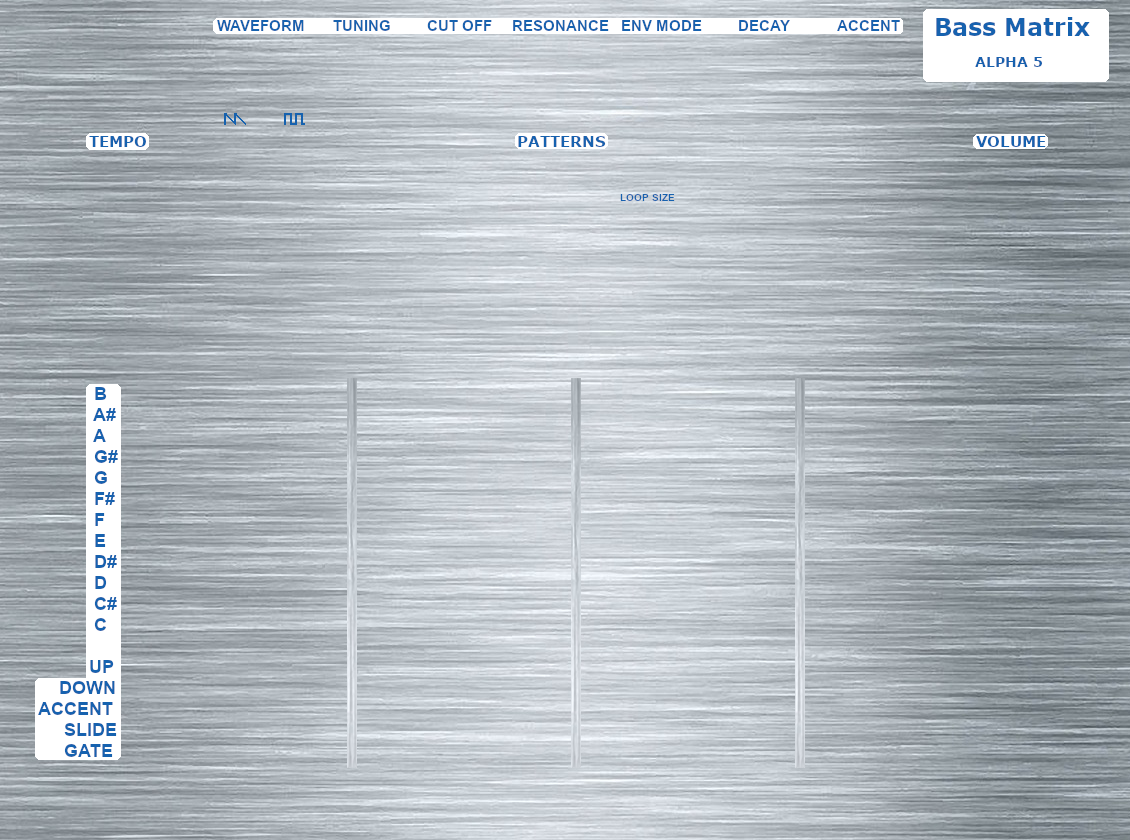 WAVEFORM TUNING CUT OFF RESONANCE ENV MODE DECAY ACCENT
Bass Matrix
ALPHA 5
TEMPO PATTERNS VOLUME
LOOP SIZE
B
A#
A
G#
G
F#
F
E
D#
D
C#
C
UP
DOWN
ACCENT
SLIDE
GATE